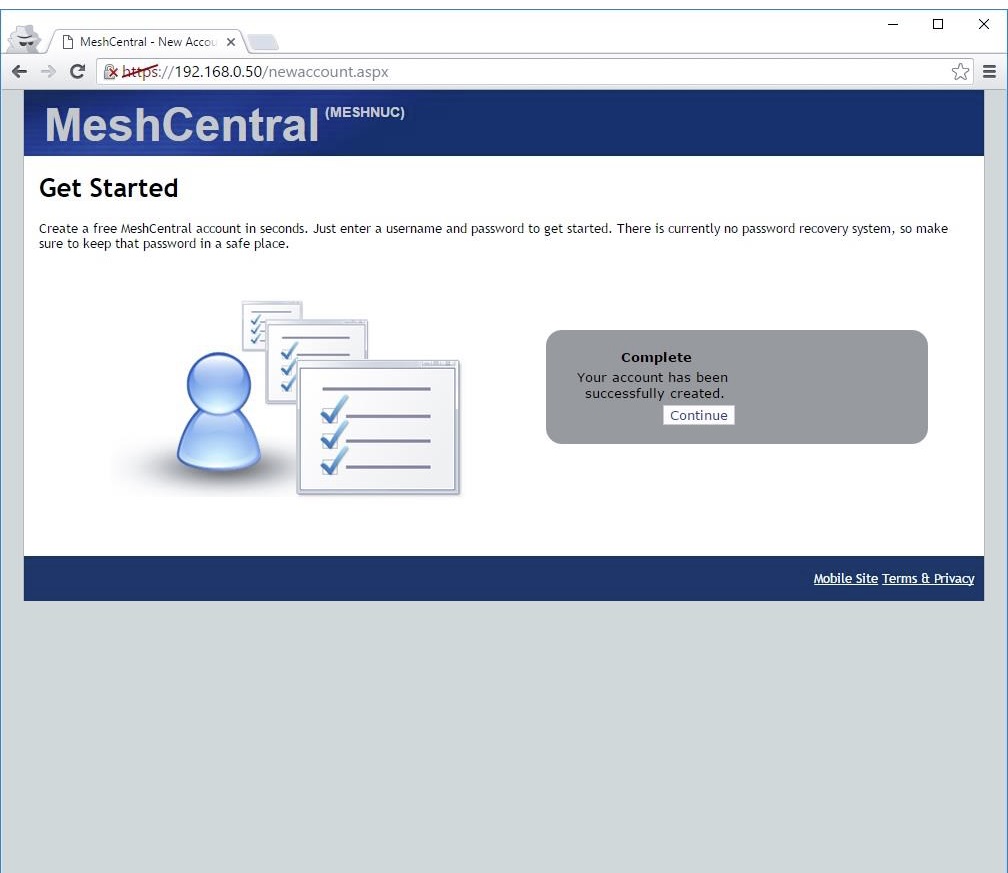 MeshCentral - New Accou
https://192.168.0.50/newaccount.aspx
MeshCentral (MESHNUC)
Get Started
Create a free MeshCentral account in seconds. Just enter a username and password to get started. There is currently no password recovery system, so make
sure to keep that password in a safe place.
Complete
Your account has been
successfully created.
Continue
Mobile Site Terms & Privacy